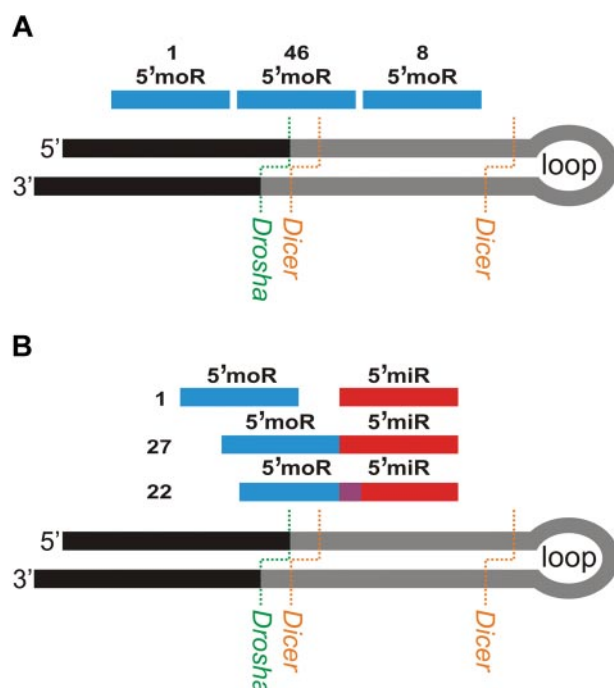 A
1 46 8
5'moR 5'moR 5'moR
5'
loop
3'
Drosha
Dicer
Dicer
B
5'moR 5'miR
1
5'moR 5'miR
27
5'moR 5'miR
22
5'
loop
3'
Drosha
Dicer
Dicer